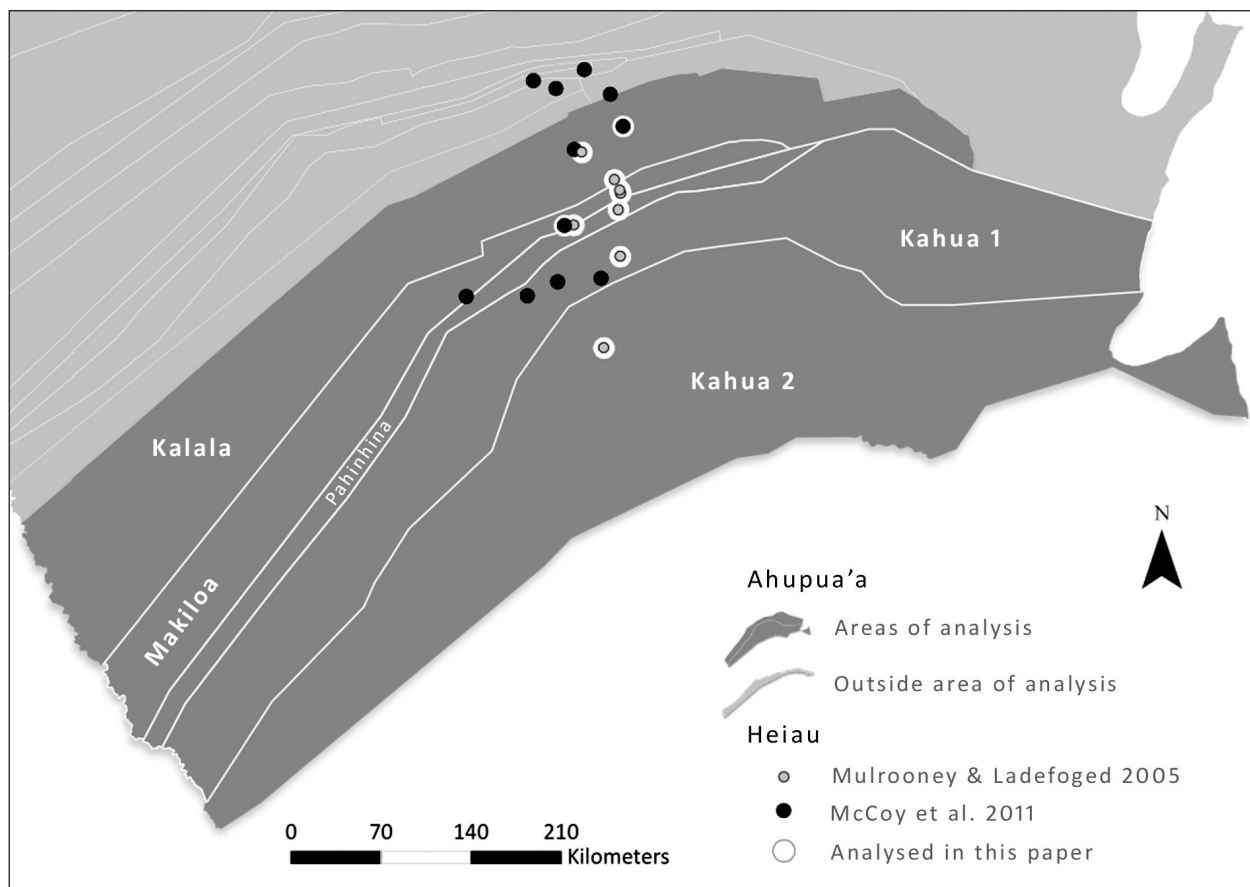 Kahua 1
Kahua 2
Kalala
Pahinhina
Makiloa
N
Ahupua’a
Areas of analysis
Outside area of analysis
Heiau
Mulrooney & Ladefoged 2005
McCoy et al. 2011
Analysed in this paper
0 70 140 210
Kilometers